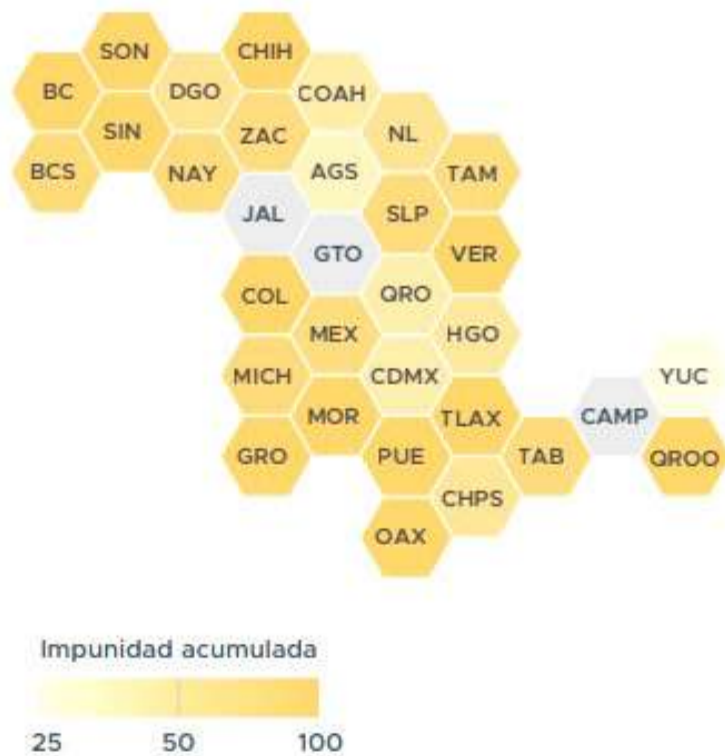 SON CHIH
BC DGO COAH
SIN ZAC NL
BCS NAY AGS TAM
JAL SLP
GTO VER
COL QRO
MEX HGO
MICH CDMX YUC
MOR TLAX CAMP
GRO PUE TAB QROO
CHPS
OAX
Impunidad acumulada
25 50 100